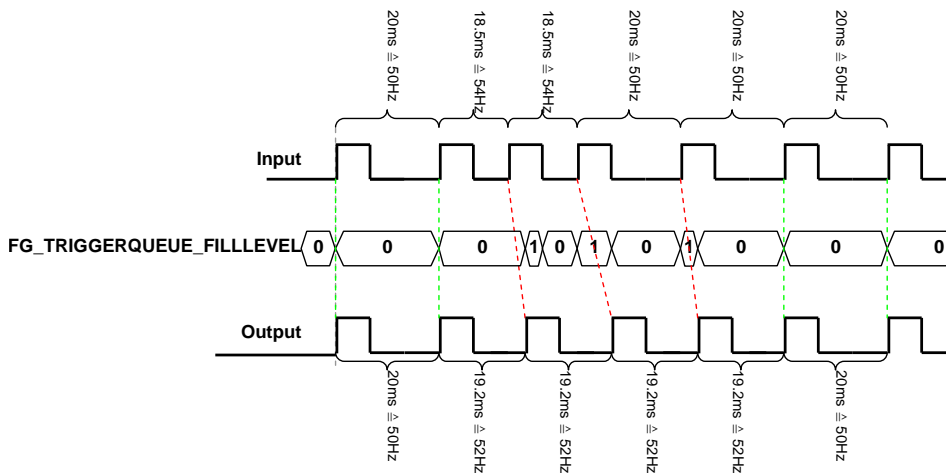 20ms ≙ 50Hz
18.5ms ≙ 54Hz
18.5ms ≙ 54Hz
20ms ≙ 50Hz
20ms ≙ 50Hz
20ms ≙ 50Hz
Input
FG_TRIGGERQUEUE_FILLLEVEL 0 0 0 1 0 1 0 1 0 0 0
Output
20ms ≙ 50Hz
19.2ms ≙ 52Hz
19.2ms ≙ 52Hz
19.2ms ≙ 52Hz
19.2ms ≙ 52Hz
20ms ≙ 50Hz